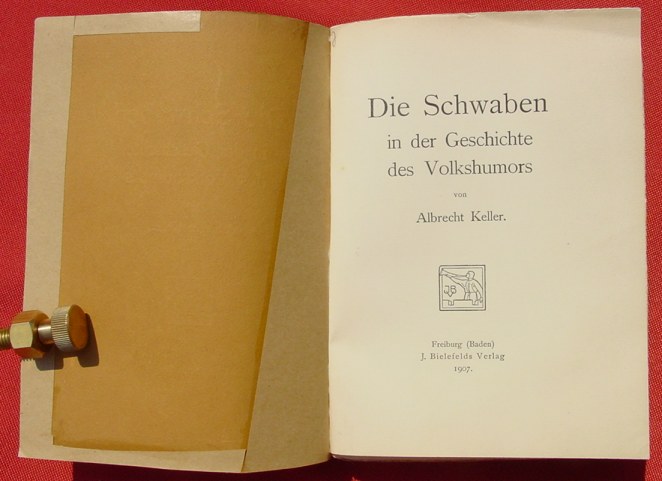 Die Schwaben
in der Geschichte
des Volkshumors
von
Albrecht Keller.
JB
Freiburg (Baden)
J. Bielefelds Verlag
1907.